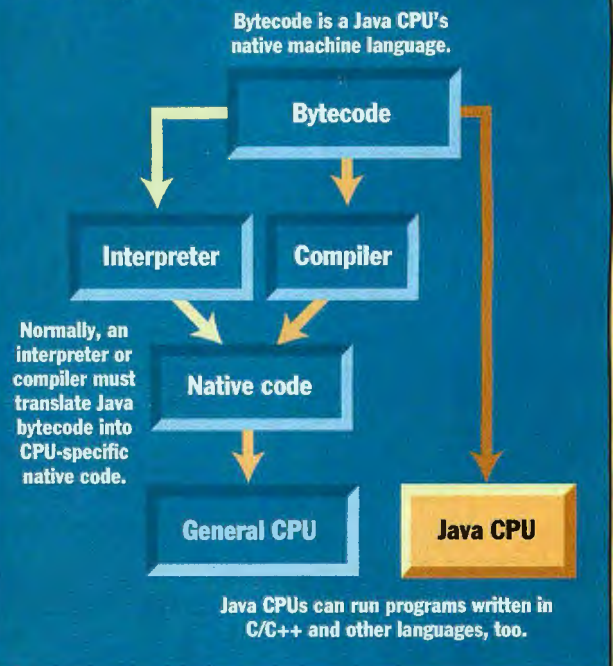 Bytecode is a Java CPU's
native machine language.
Bytecode
Interpreter
Compiler
Normally, an
interpreter or
compiler must
translate Java
bytecode into
CPU-specific
native code.
Native code
General CPU
Java CPU
Java CPUs can run programs written in
C/C++ and other languages, too.